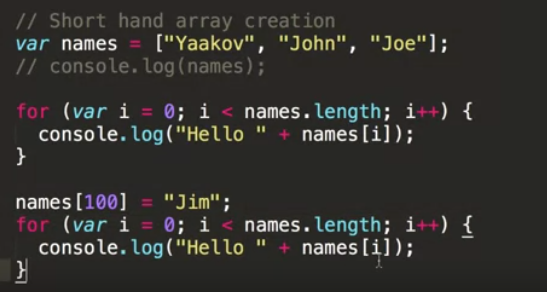 // Short hand array creation
var names = ["Yaakov", "John", "Joe"];
// console.log(names);
for (var i = 0; i < names.length; i++) {
console.log("Hello " + names[i]);
}
names[100] = "Jim";
for (var i = 0; i < names.length; i++) {
console.log("Hello " + names[i]);
}